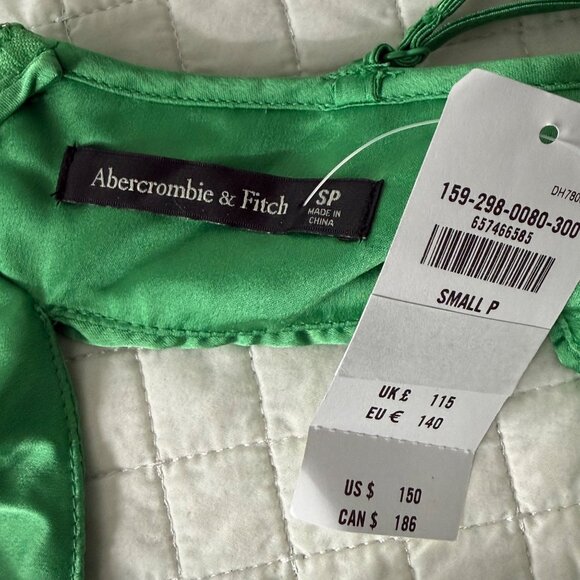 Abercrombie & Fitch
SP
MADE IN
CHINA
DH780
159-298-0080-300
657466585
SMALL P
UK £ 115
EU € 140
US $ 150
CAN $ 186